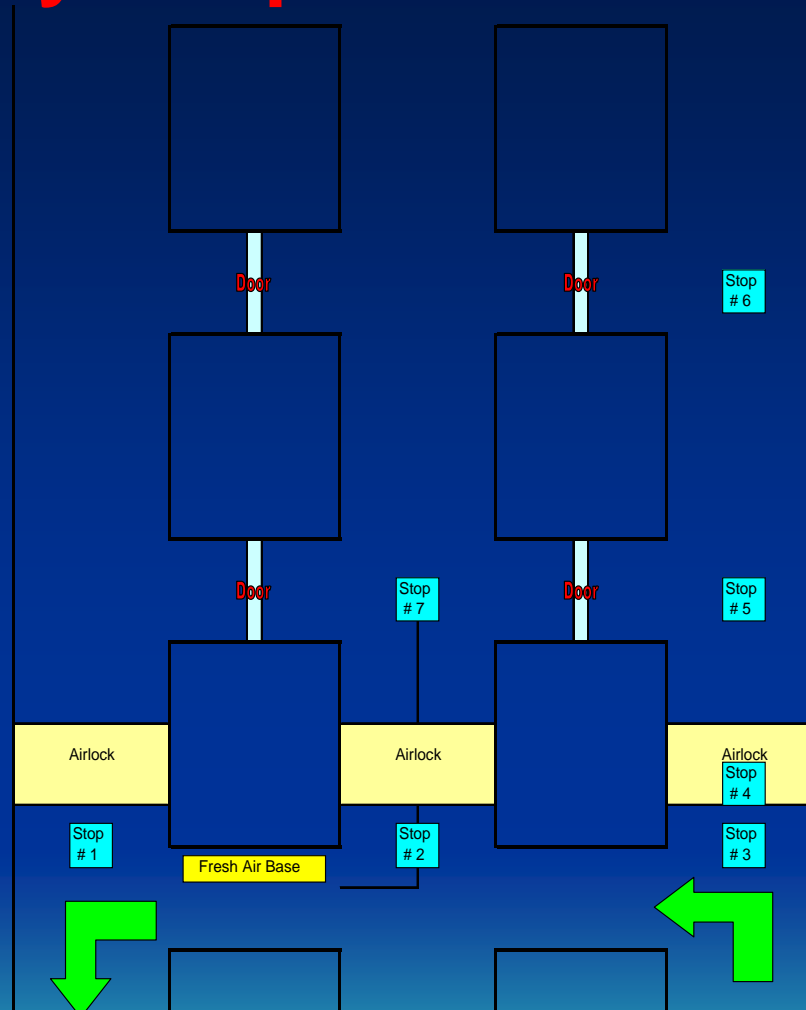 Door
Door
Stop
# 6
Door
Stop
# 7
Door
Stop
# 5
Airlock
Airlock
Airlock
Stop
# 4
Stop
# 1
Stop
# 2
Stop
# 3
Fresh Air Base